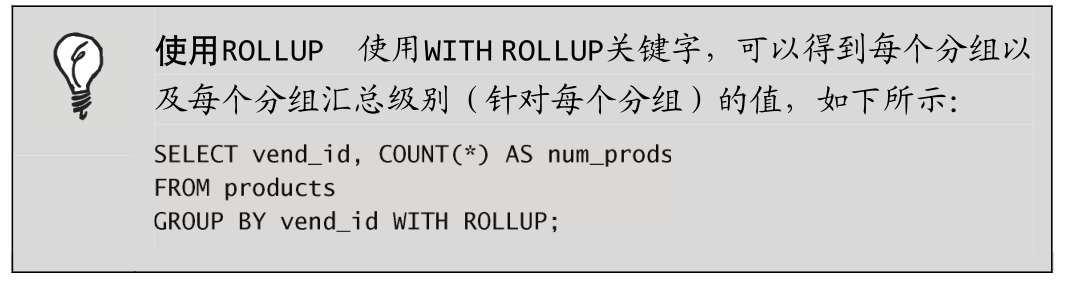 使用ROLLUP 使用WITH ROLLUP关键字，可以得到每个分组以
及每个分组汇总级别（针对每个分组）的值，如下所示：
SELECT vend_id, COUNT(*) AS num_prods
FROM products
GROUP BY vend_id WITH ROLLUP;